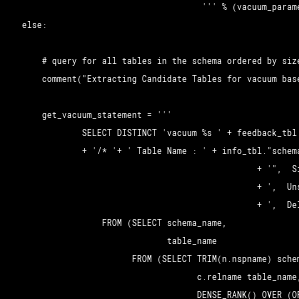 ''' % (vacuum_parame
else:
# query for all tables in the schema ordered by size
comment("Extracting Candidate Tables for vacuum base
get_vacuum_statement = '''
SELECT DISTINCT 'vacuum %s ' + feedback_tbl
+ '/* '+ ' Table Name : ' + info_tbl."schema
+ '", Si
+ ', Uns
+ ', Del
FROM (SELECT schema_name,
table_name
FROM (SELECT TRIM(n.nspname) schem
c.relname table_name,
DENSE_RANK() OVER (OR